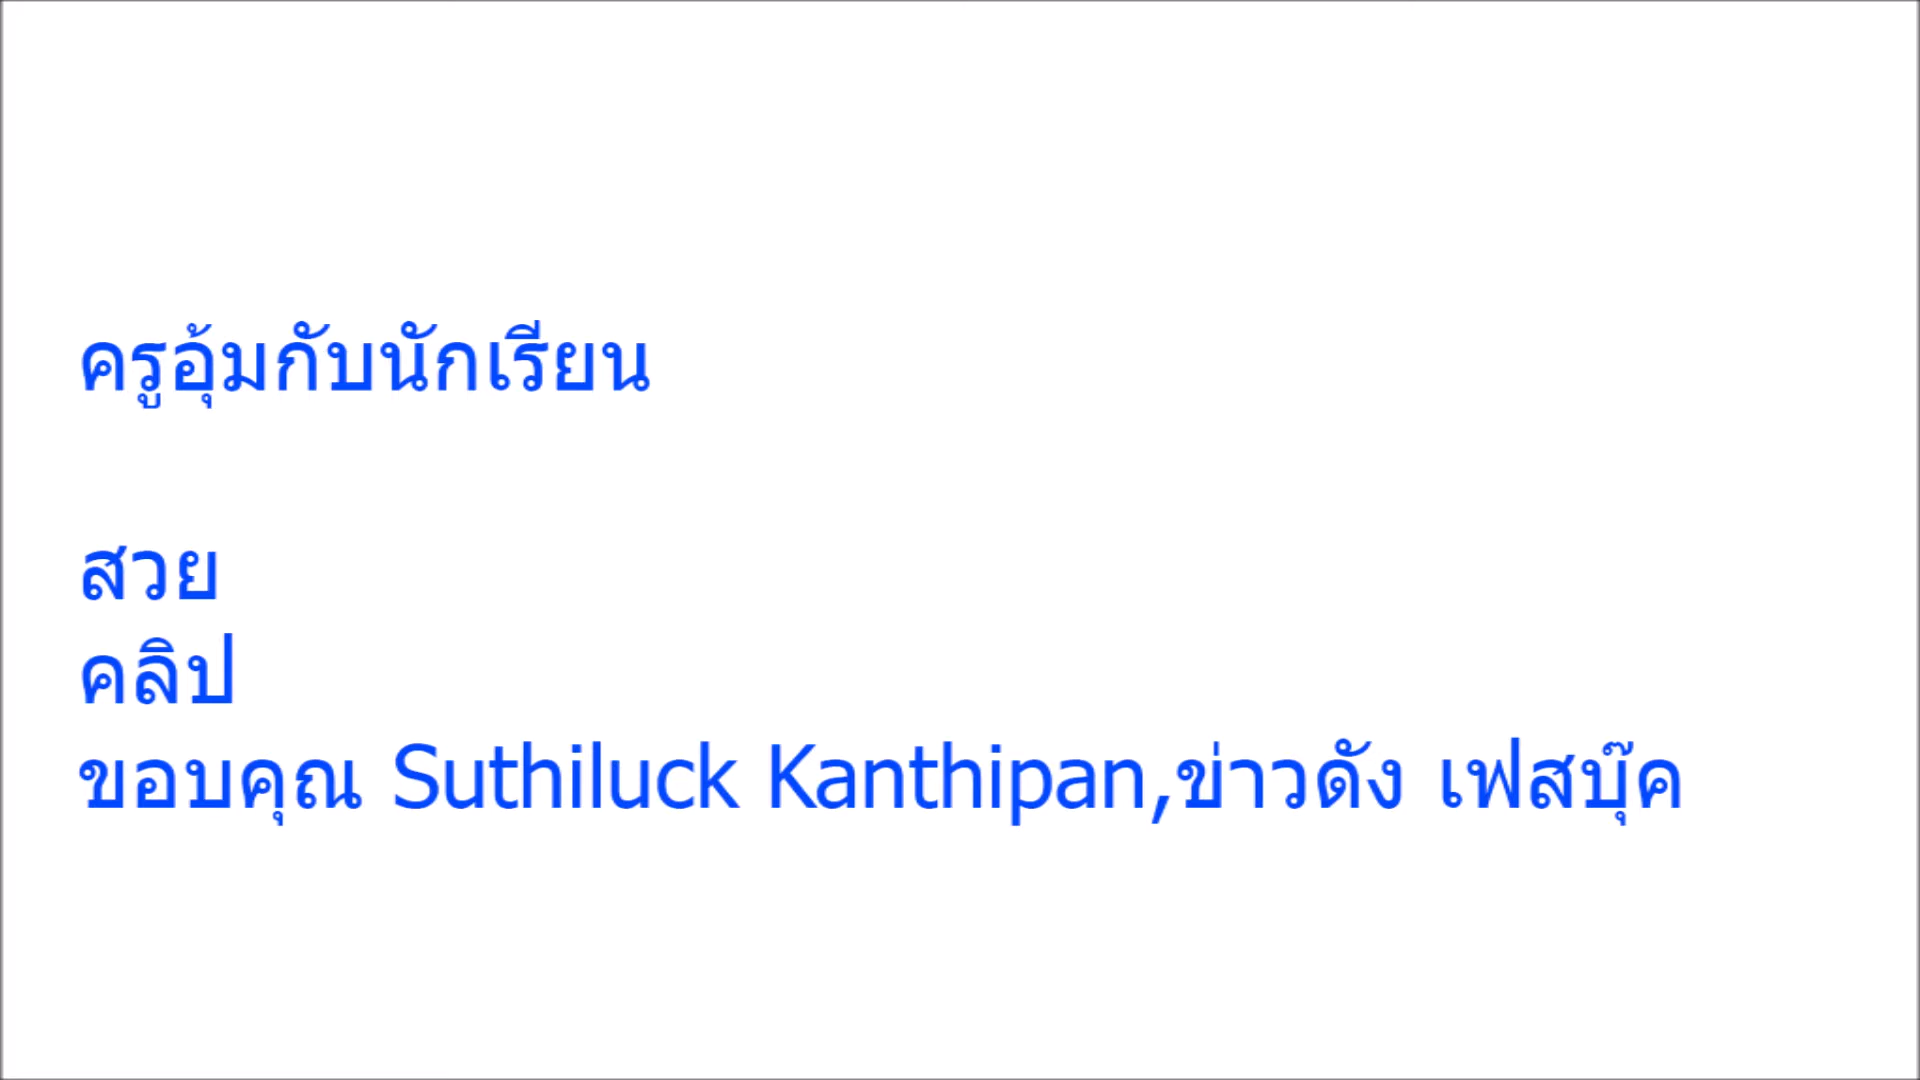 ครูอุ้มกับนักเรียน
สวย
คลิป
ขอบคุณ Suthiluck Kanthipan,ข่าวดัง เฟสบุ๊ค